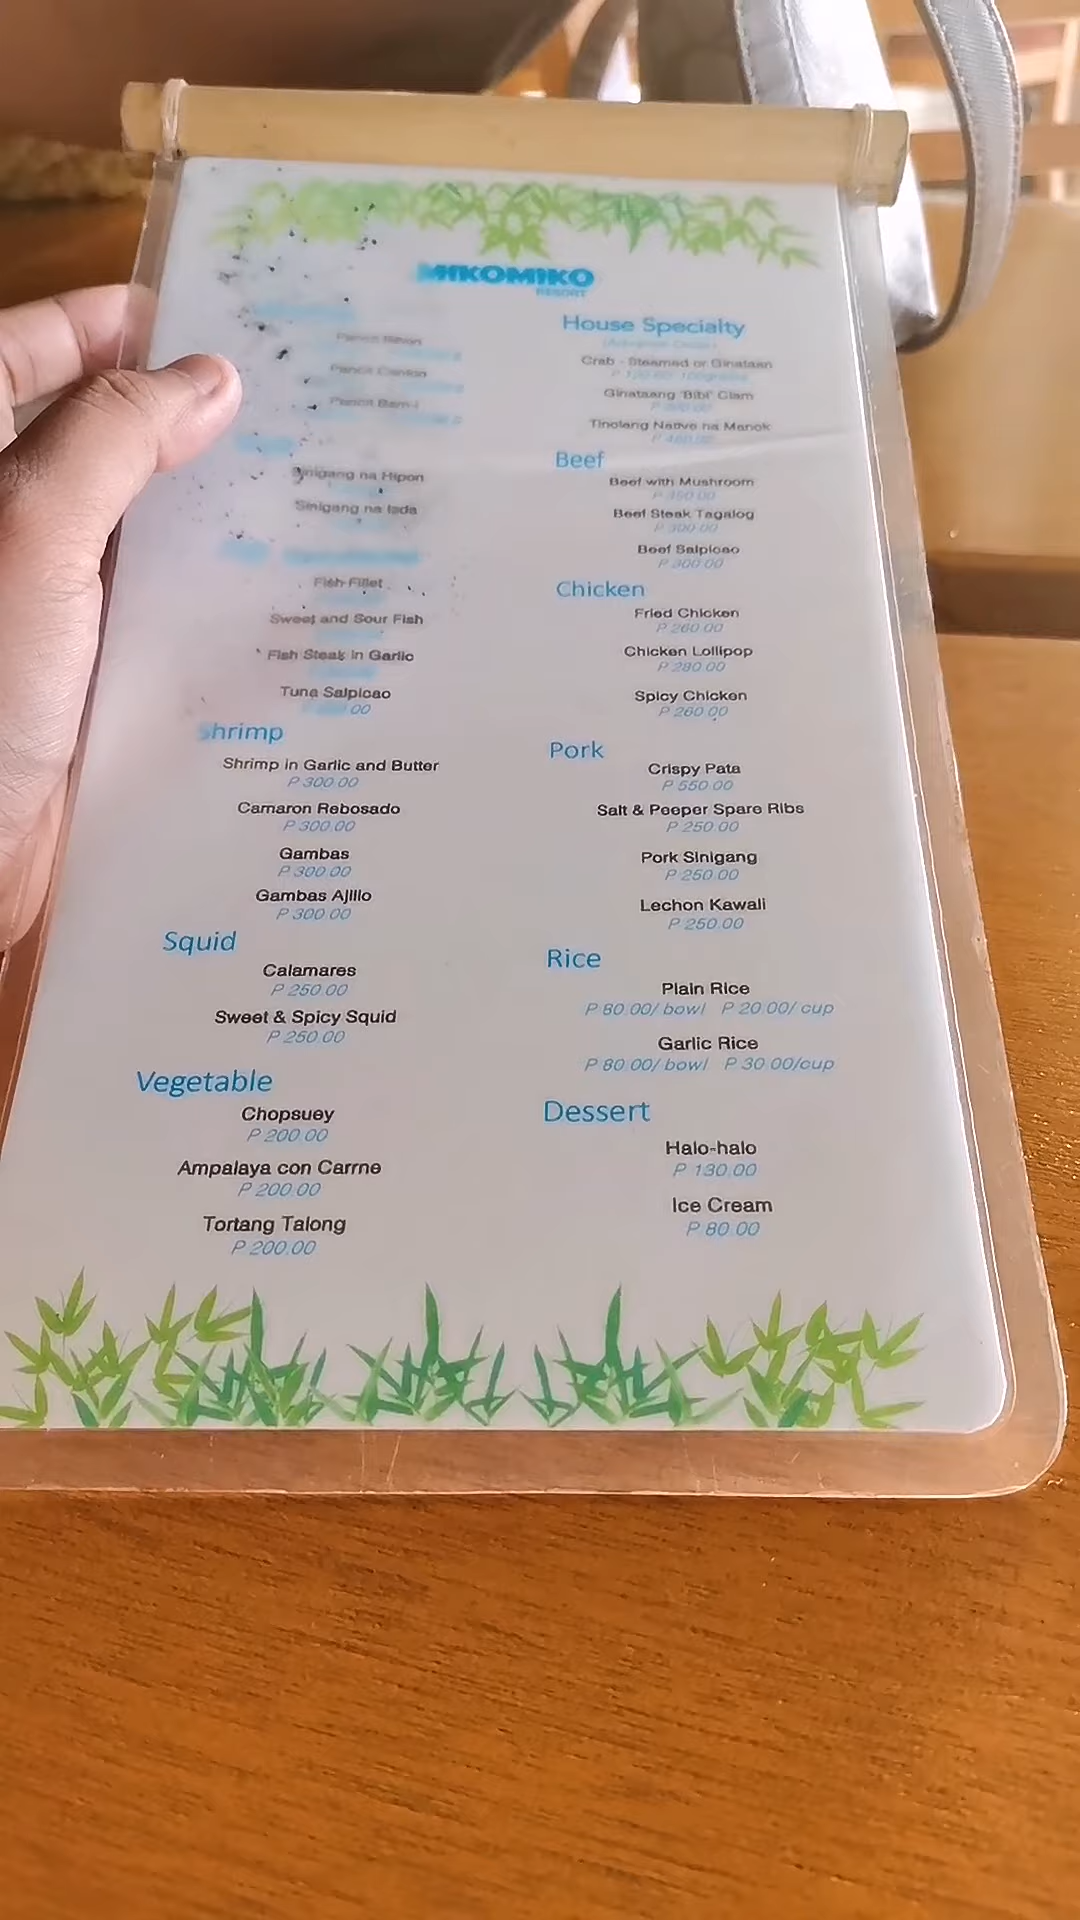 MIKOMIKO
RESORT
Pancit Bihon
Pancit Canton
Pancit Bam-i
Sinigang na Hipon
Sinigang na Isda
Fish Fillet
Sweet and Sour Fish
Fish Steak in Garlic
Tuna Salpicao
Shrimp
Shrimp in Garlic and Butter
P 300.00
Camaron Rebosado
P 300.00
Gambas
P 300.00
Gambas Ajillo
P 300.00
Squid
Calamares
P 250.00
Sweet & Spicy Squid
P 250.00
Vegetable
Chopsuey
P 200.00
Ampalaya con Carrne
P 200.00
Tortang Talong
P 200.00
House Specialty
Crab - Steamed or Ginataan
Ginataang 'Bibi' Clam
Tinolang Native na Manok
Beef
Beef with Mushroom
Beef Steak Tagalog
P 300.00
Beef Salpicao
P 300.00
Chicken
Fried Chicken
P 260.00
Chicken Lollipop
P 280.00
Spicy Chicken
P 260.00
Pork
Crispy Pata
P 550.00
Salt & Peeper Spare Ribs
P 250.00
Pork Sinigang
P 250.00
Lechon Kawali
P 250.00
Rice
Plain Rice
P 80.00/ bowl P 20.00/ cup
Garlic Rice
P 80.00/ bowl P 30.00/cup
Dessert
Halo-halo
P 130.00
Ice Cream
P 80.00